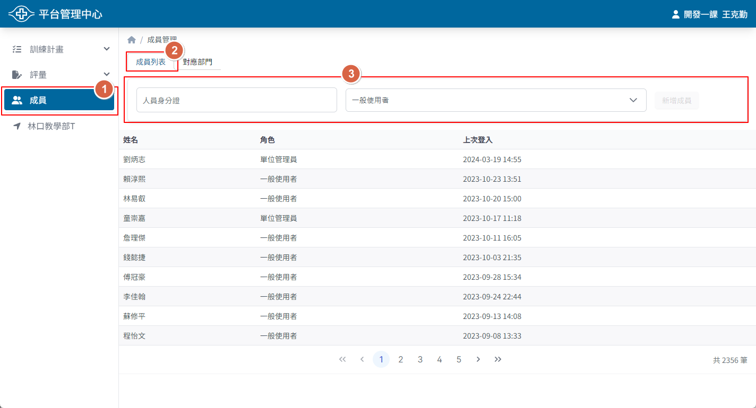 平台管理中心
開發一課 王克勤
訓練計畫
評量
成員
林口教學部T
1
/ 成員管理
2
成員列表
對應部門
3
人員身分證
一般使用者
新增成員
姓名 角色 上次登入
劉炳志 單位管理員 2024-03-19 14:55
賴淳熙 一般使用者 2023-10-23 13:51
林易叡 一般使用者 2023-10-20 15:00
童崇嘉 單位管理員 2023-10-17 11:18
詹理傑 一般使用者 2023-10-11 16:05
錢懿捷 一般使用者 2023-10-03 21:35
傅冠豪 一般使用者 2023-09-28 15:34
李佳翰 一般使用者 2023-09-24 22:44
蘇修平 一般使用者 2023-09-13 14:08
程怡文 一般使用者 2023-09-08 13:33
1 2 3 4 5
共 2356 筆